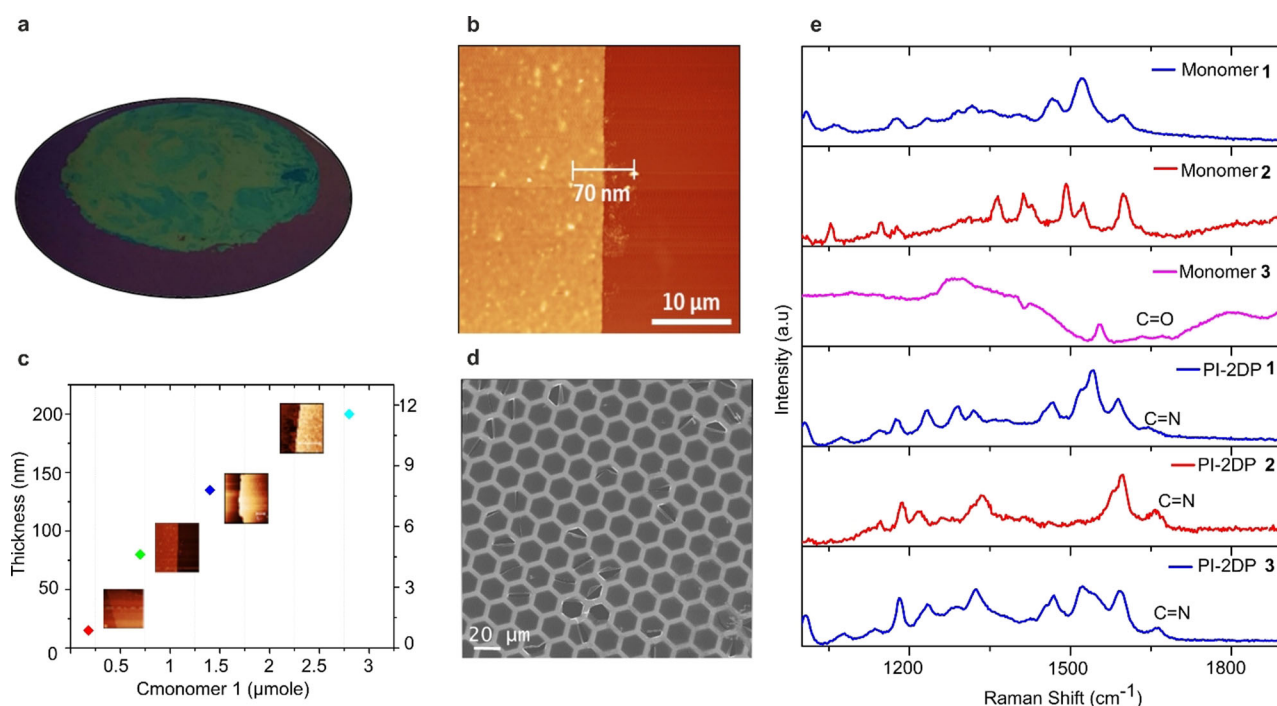 a
b
70 nm
10 µm
c
Thickness (nm)
200
150
100
50
0
12
9
6
3
0
0.5 1 1.5 2 2.5 3
Cmonomer 1 (µmole)
d
20 µm
e
Intensity (a.u)
Monomer 1
Monomer 2
Monomer 3
C=O
PI-2DP 1
C=N
PI-2DP 2
C=N
PI-2DP 3
C=N
1200 1500 1800
Raman Shift (cm⁻¹)